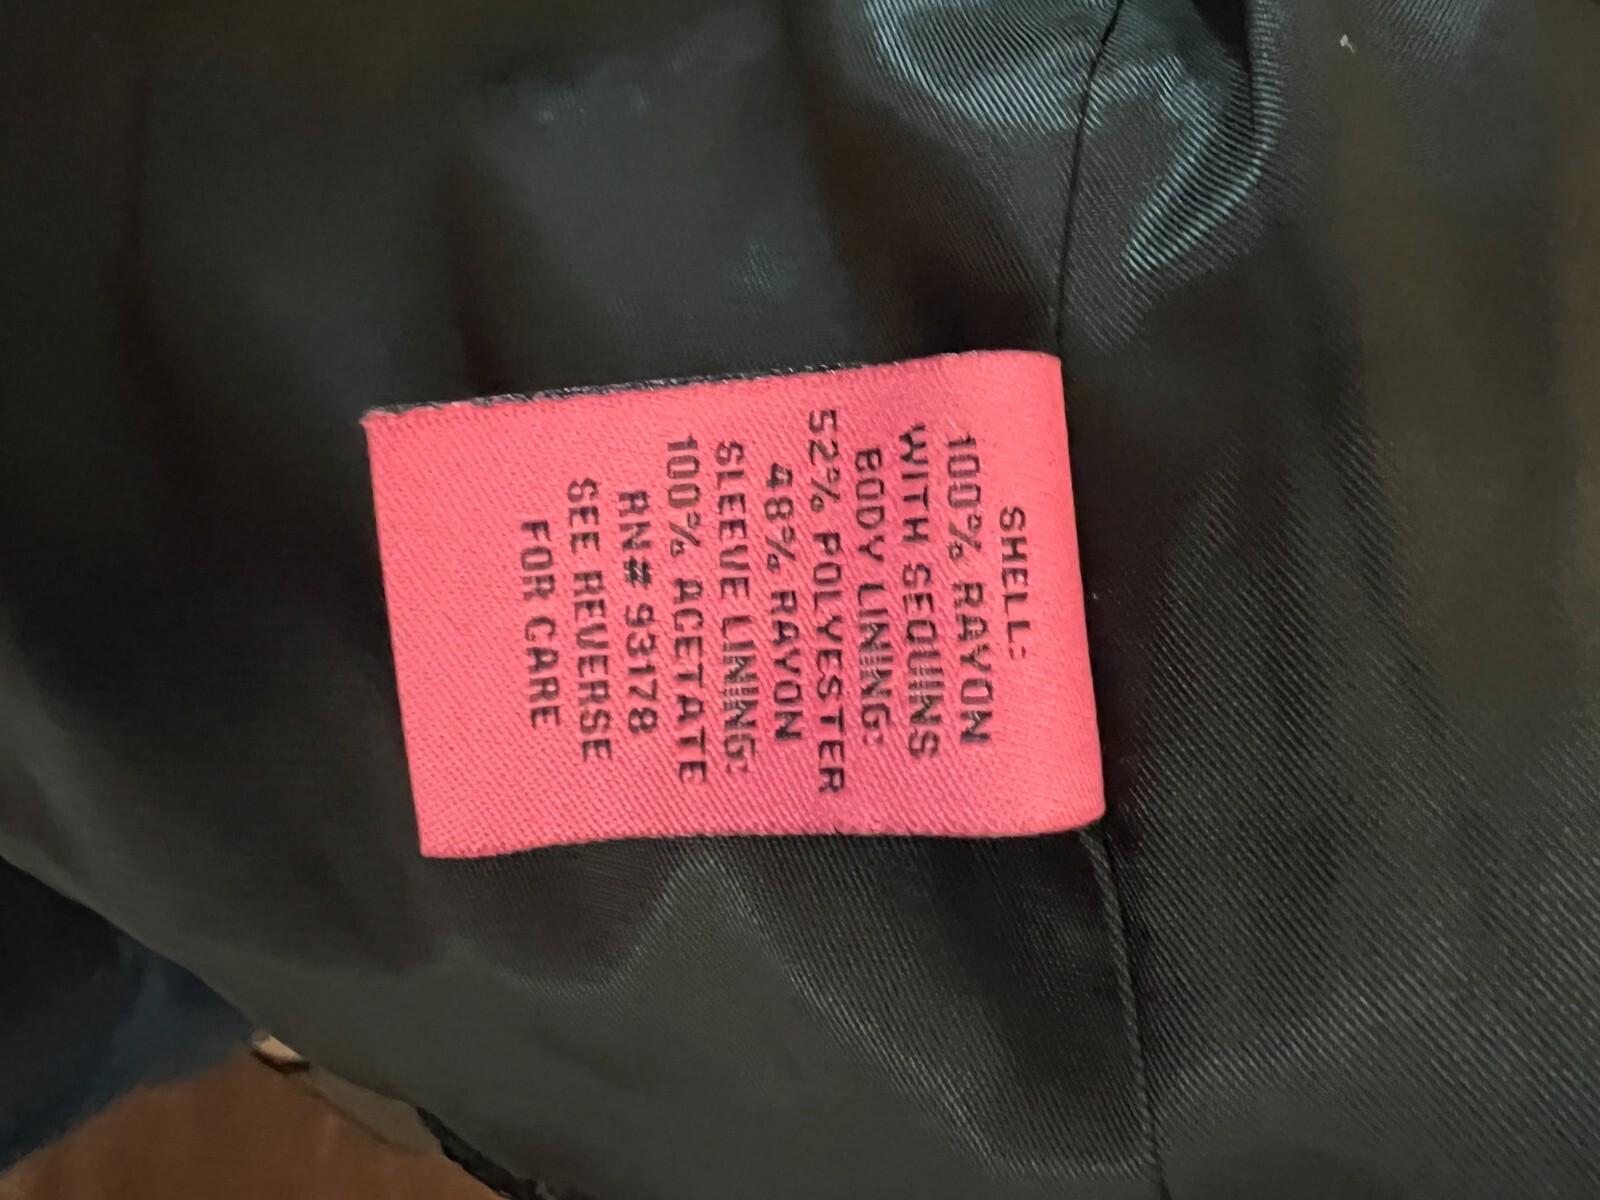 SHELL:
100% RAYON
WITH SEQUINS
BODY LINING:
52% POLYESTER
48% RAYON
SLEEVE LINING:
100% ACETATE
RN# 93178
SEE REVERSE
FOR CARE